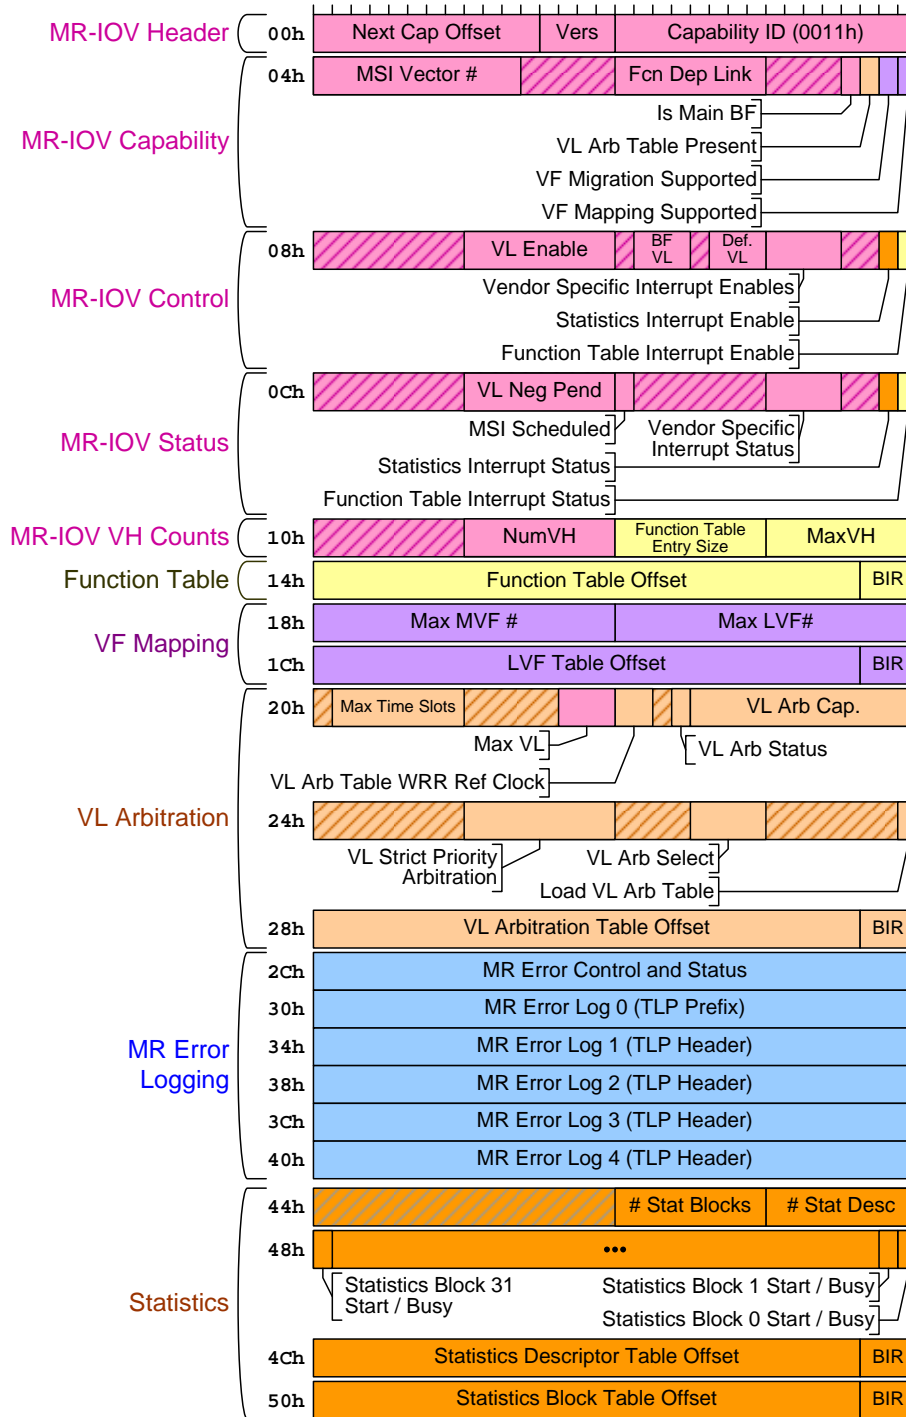 MR-IOV Header
00h
Next Cap Offset
Vers
Capability ID (0011h)
MR-IOV Capability
04h
MSI Vector #
Fcn Dep Link
Is Main BF
VL Arb Table Present
VF Migration Supported
VF Mapping Supported
MR-IOV Control
08h
VL Enable
BF
VL
Def.
VL
Vendor Specific Interrupt Enables
Statistics Interrupt Enable
Function Table Interrupt Enable
MR-IOV Status
0Ch
VL Neg Pend
MSI Scheduled
Vendor Specific
Interrupt Status
Statistics Interrupt Status
Function Table Interrupt Status
MR-IOV VH Counts
10h
NumVH
Function Table
Entry Size
MaxVH
Function Table
14h
Function Table Offset
BIR
VF Mapping
18h
Max MVF #
Max LVF#
1Ch
LVF Table Offset
BIR
VL Arbitration
20h
Max Time Slots
VL Arb Cap.
Max VL
VL Arb Status
VL Arb Table WRR Ref Clock
24h
VL Strict Priority
Arbitration
VL Arb Select
Load VL Arb Table
28h
VL Arbitration Table Offset
BIR
MR Error
Logging
2Ch
MR Error Control and Status
30h
MR Error Log 0 (TLP Prefix)
34h
MR Error Log 1 (TLP Header)
38h
MR Error Log 2 (TLP Header)
3Ch
MR Error Log 3 (TLP Header)
40h
MR Error Log 4 (TLP Header)
Statistics
44h
# Stat Blocks
# Stat Desc
48h
•••
Statistics Block 31
Start / Busy
Statistics Block 1 Start / Busy
Statistics Block 0 Start / Busy
4Ch
Statistics Descriptor Table Offset
BIR
50h
Statistics Block Table Offset
BIR